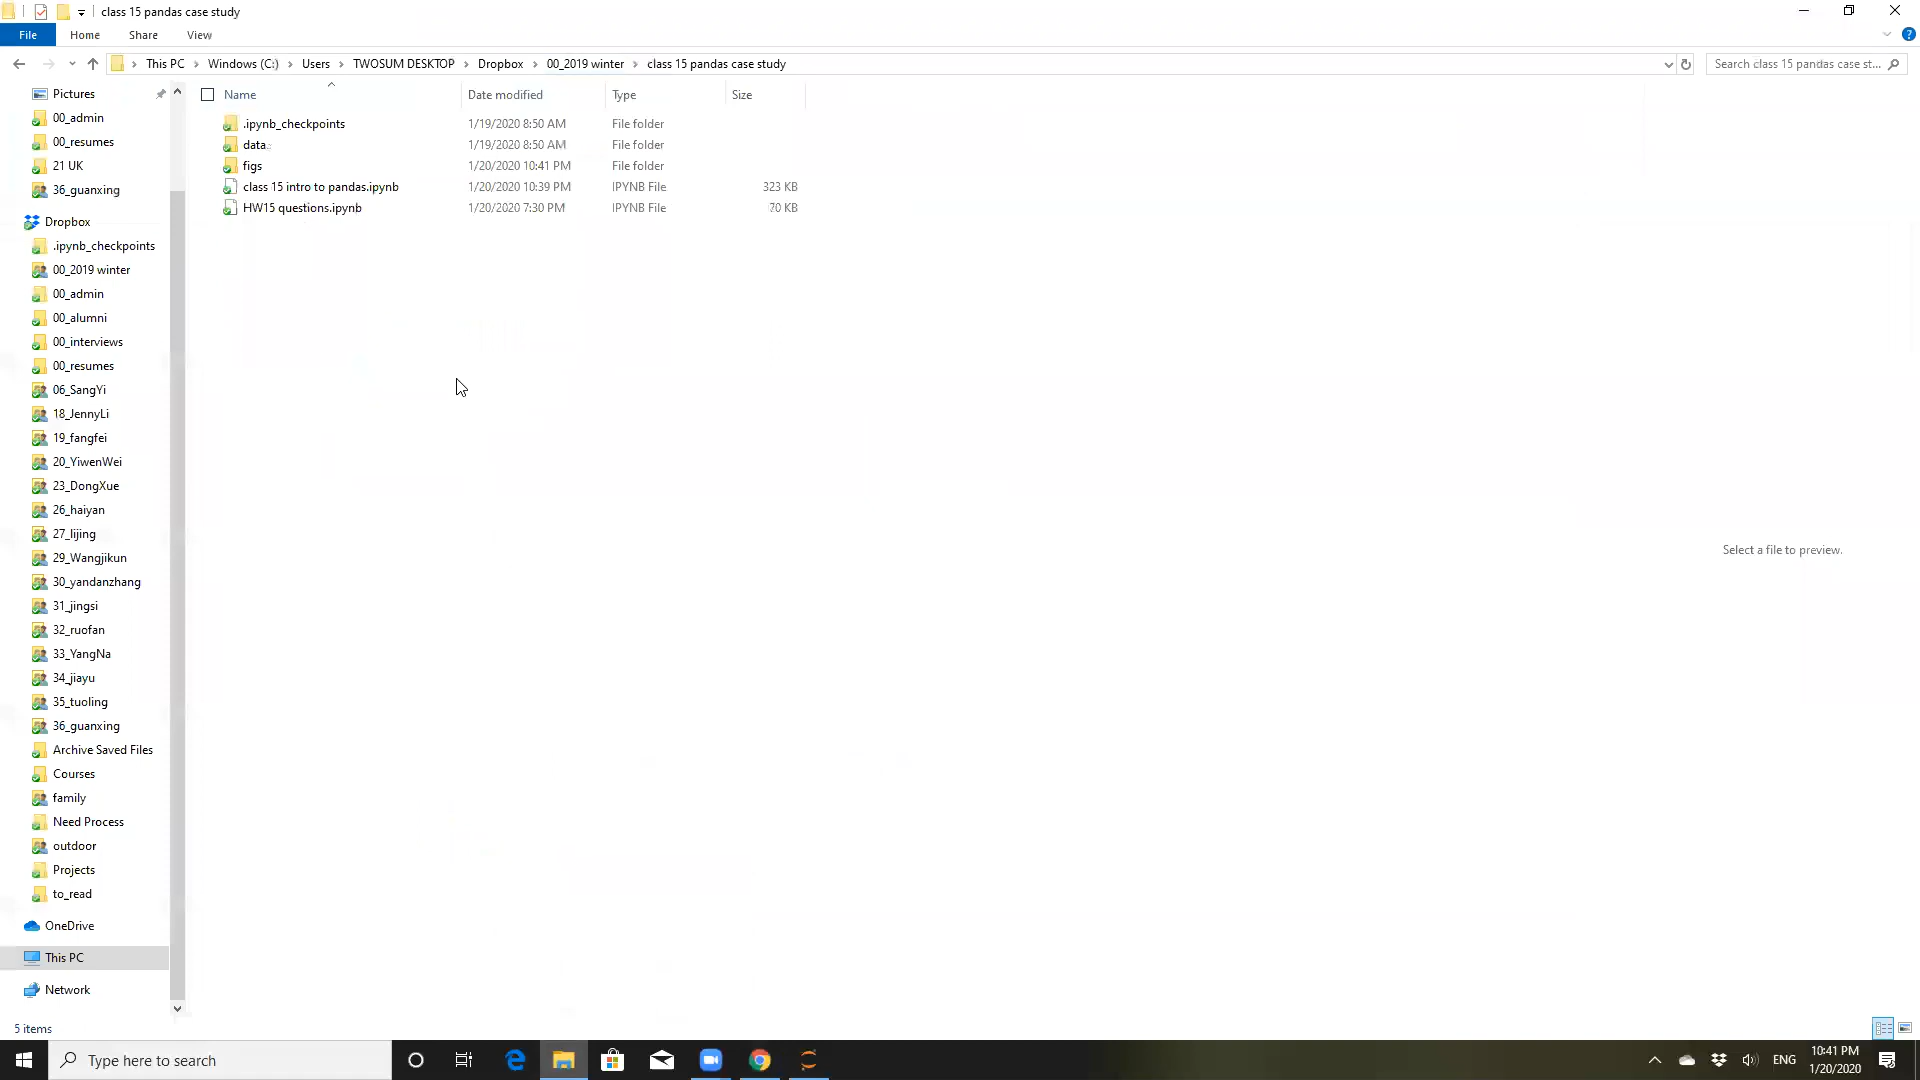 class 15 pandas case study
File
Home
Share
View
This PC
Windows (C:)
Users
TWOSUM DESKTOP
Dropbox
00_2019 winter
class 15 pandas case study
Search class 15 pandas case st...
Name
Date modified
Type
Size
.ipynb_checkpoints 1/19/2020 8:50 AM File folder
data 1/19/2020 8:50 AM File folder
figs 1/20/2020 10:41 PM File folder
class 15 intro to pandas.ipynb 1/20/2020 10:39 PM IPYNB File 323 KB
HW15 questions.ipynb 1/20/2020 7:30 PM IPYNB File 70 KB
Pictures
00_admin
00_resumes
21 UK
36_guanxing
Dropbox
.ipynb_checkpoints
00_2019 winter
00_admin
00_alumni
00_interviews
00_resumes
06_SangYi
18_JennyLi
19_fangfei
20_YiwenWei
23_DongXue
26_haiyan
27_lijing
29_Wangjikun
30_yandanzhang
31_jingsi
32_ruofan
33_YangNa
34_jiayu
35_tuoling
36_guanxing
Archive Saved Files
Courses
family
Need Process
outdoor
Projects
to_read
OneDrive
This PC
Network
Select a file to preview.
5 items
Type here to search
ENG
10:41 PM
1/20/2020